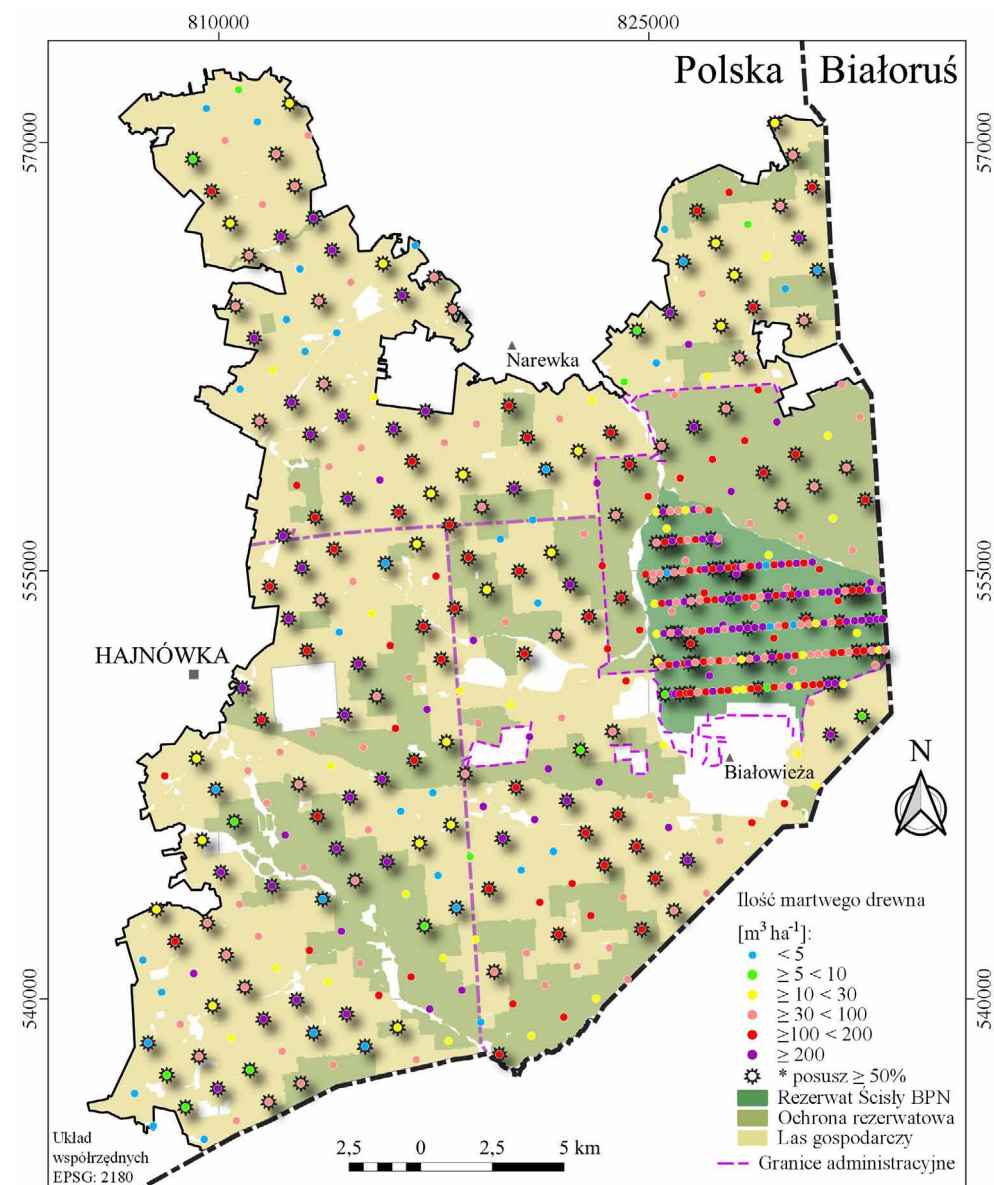 810000
825000
Polska
Białoruś
570000
570000
Narewka
555000
555000
HAJNÓWKA
Białowieża
N
Ilość martwego drewna
[m³ ha⁻¹]:
< 5
≥ 5 < 10
≥ 10 < 30
≥ 30 < 100
≥100 < 200
≥ 200
* posusz ≥ 50%
Rezerwat Ścisły BPN
Ochrona rezerwatowa
Las gospodarczy
Granice administracyjne
540000
540000
Układ
współrzędnych
EPSG: 2180
2,5 0 2,5 5 km